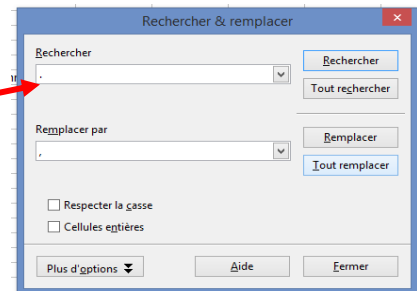 Rechercher & remplacer
Rechercher
.
Rechercher
Tout rechercher
Remplacer par
,
Remplacer
Tout remplacer
Respecter la casse
Cellules entières
Plus d'options
Aide
Fermer